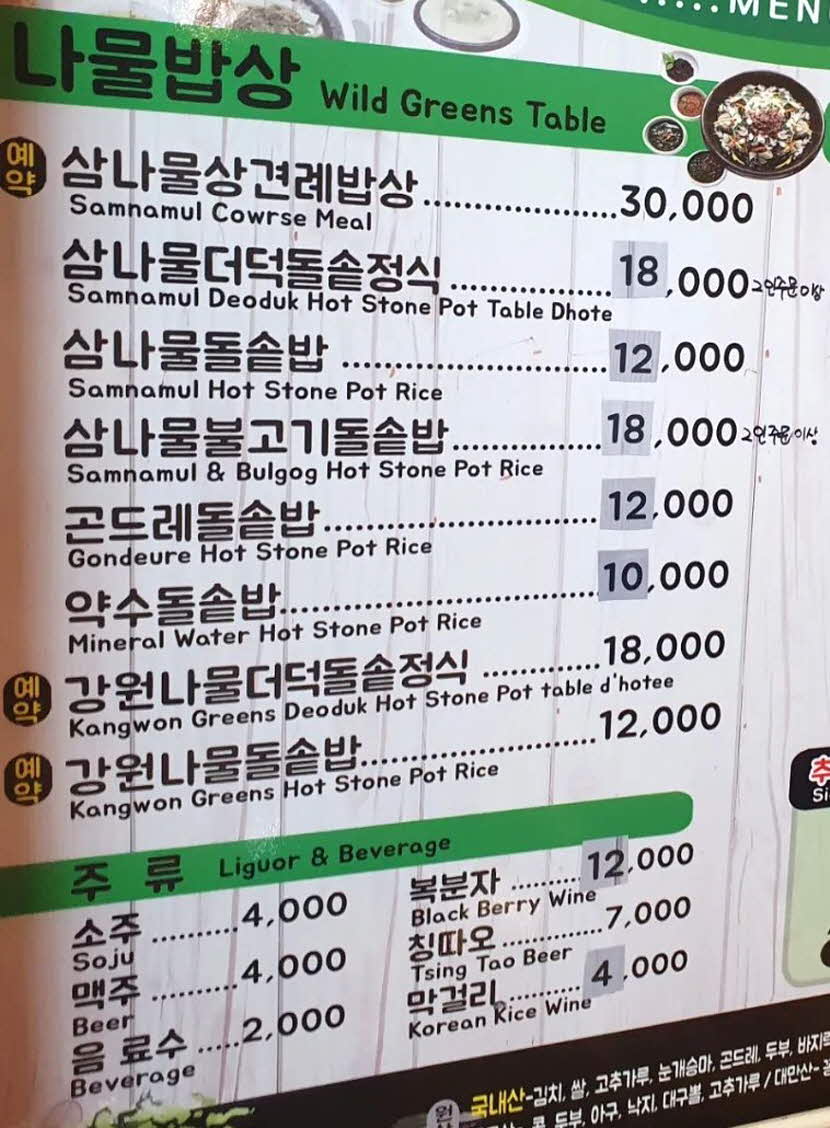 ......MEN
나물밥상 Wild Greens Table
예약 삼나물상견례밥상..................30,000
Samnamul Cowrse Meal
삼나물더덕돌솥정식 ...............18,000 2인주문이상
Samnamul Deoduk Hot Stone Pot Table Dhote
삼나물돌솥밥 .........................12,000
Samnamul Hot Stone Pot Rice
삼나물불고기돌솥밥..............18,000 2인주문이상
Samnamul & Bulgog Hot Stone Pot Rice
곤드레돌솥밥..........................12,000
Gondeure Hot Stone Pot Rice
약수돌솥밥..............................10,000
Mineral Water Hot Stone Pot Rice
예약 강원나물더덕돌솥정식 ...........18,000
Kangwon Greens Deoduk Hot Stone Pot table d'hotee
예약 강원나물돌솥밥......................12,000
Kangwon Greens Hot Stone Pot Rice
주 류 Liguor & Beverage
소주 .........4,000
Soju
맥주 .........4,000
Beer
음 료수 .....2,000
Beverage
복분자 .........12,000
Black Berry Wine
칭따오 .............7,000
Tsing Tao Beer
막걸리.......... 4,000
Korean Rice Wine
추
Si
국내산-김치, 쌀, 고추가루, 눈개승마, 곤드레, 두부, 바지락
콩, 두부, 아구, 낙지, 대구뽈, 고추가루 / 대만산-